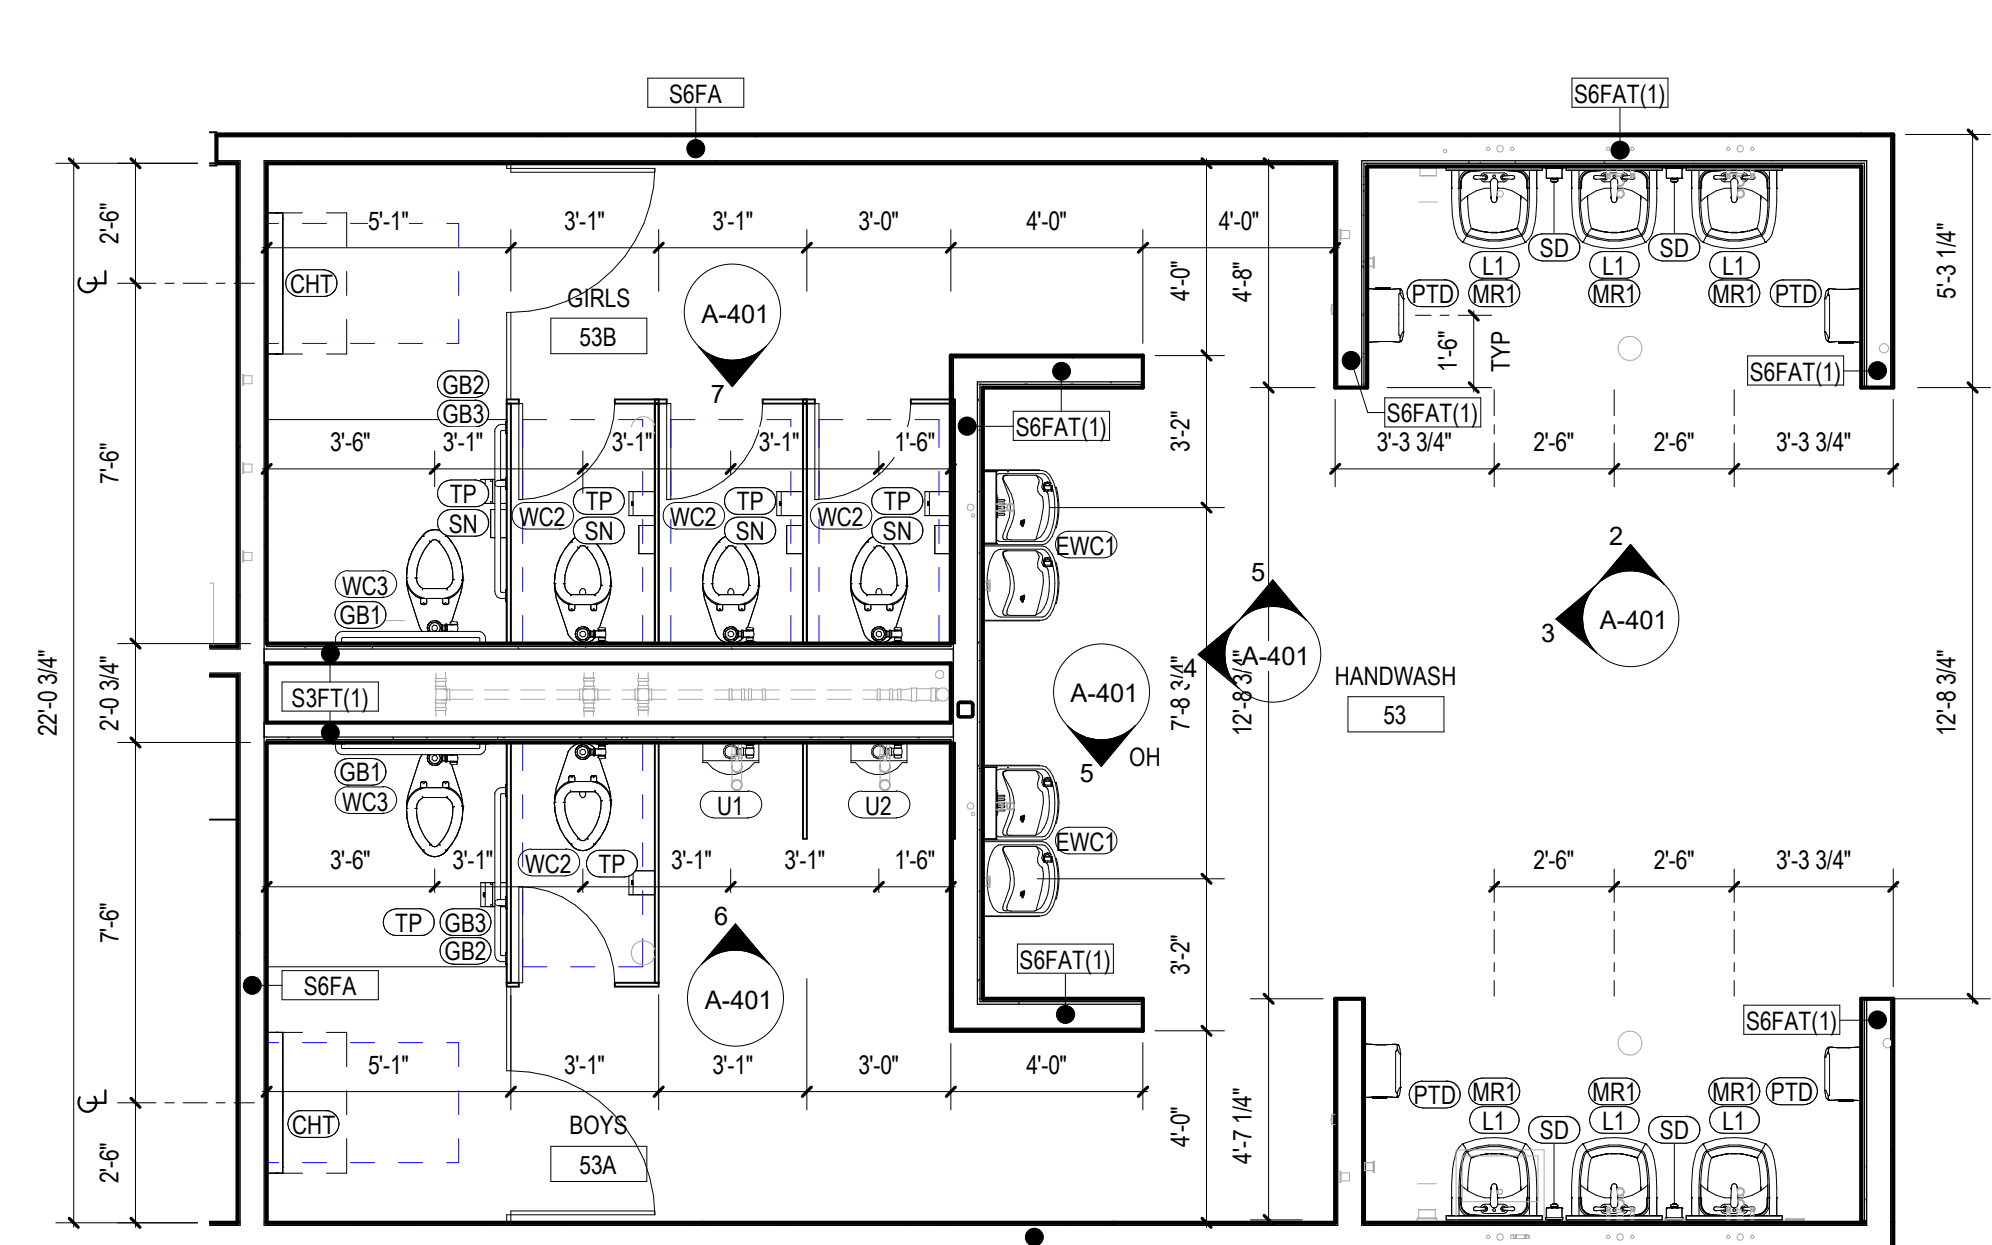 S6FA
S6FAT(1)
2'-6"
5'-1"
3'-1"
3'-1"
3'-0"
4'-0"
4'-0"
4'-0"
4'-8"
5'-3 1/4"
SD
SD
L1
L1
L1
CHT
PTD
MR1
MR1
MR1
PTD
GIRLS
53B
A-401
7
1'-6"
TYP
S6FAT(1)
GB2
GB3
S6FAT(1)
S6FAT(1)
7'-6"
3'-6"
3'-1"
3'-1"
3'-1"
1'-6"
3'-2"
3'-3 3/4"
2'-6"
2'-6"
3'-3 3/4"
TP
SN
WC2
TP
SN
WC2
TP
SN
WC2
TP
SN
EWC1
2
A-401
3
WC3
GB1
5
A-401
4
22'-0 3/4"
2'-0 3/4"
S3FT(1)
A-401
5
OH
7'-8 3/4"
12'-8 3/4"
HANDWASH
53
12'-8 3/4"
GB1
WC3
U1
U2
EWC1
3'-6"
3'-1"
WC2
TP
3'-1"
3'-1"
1'-6"
2'-6"
2'-6"
3'-3 3/4"
7'-6"
TP
GB3
GB2
6
A-401
S6FA
S6FAT(1)
3'-2"
S6FAT(1)
5'-1"
3'-1"
3'-1"
3'-0"
4'-0"
PTD
MR1
MR1
MR1
PTD
L1
L1
L1
SD
SD
CHT
BOYS
53A
2'-6"
4'-0"
4'-7 1/4"